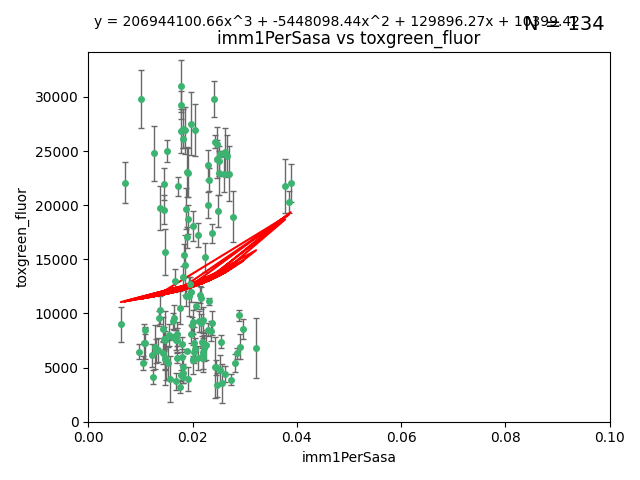 y = 206944100.66x^3 + -5448098.44x^2 + 129896.27x + 10399.42
N = 134
imm1PerSasa vs toxgreen_fluor
toxgreen_fluor
30000
25000
20000
15000
10000
5000
0
0.00 0.02 0.04 0.06 0.08 0.10
imm1PerSasa